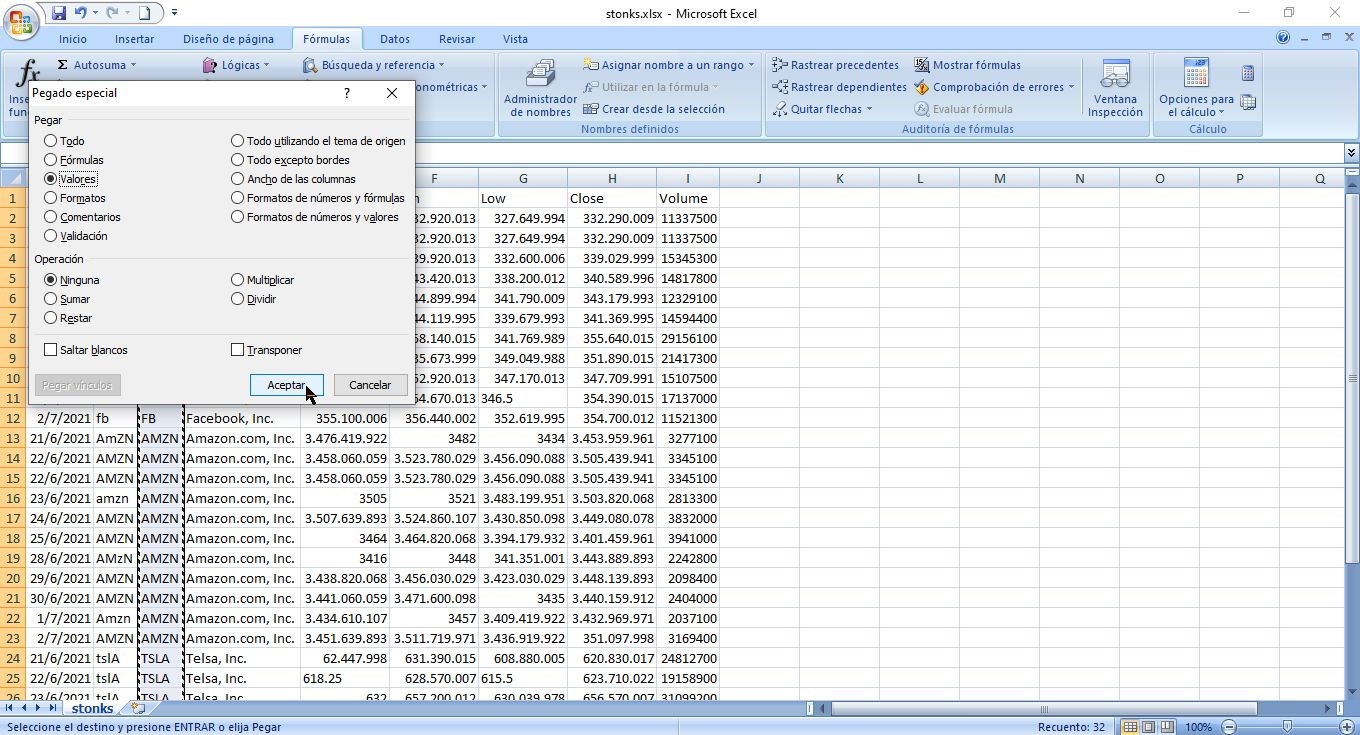 stonks.xlsx - Microsoft Excel
Inicio Insertar Diseño de página Fórmulas Datos Revisar Vista
fx Σ Autosuma Lógicas Búsqueda y referencia Asignar nombre a un rango Rastrear precedentes Mostrar fórmulas
Utilizar en la fórmula Rastrear dependientes Comprobación de errores
Administrador de nombres Crear desde la selección Quitar flechas Evaluar fórmula Ventana Inspección Opciones para el cálculo
Nombres definidos Auditoría de fórmulas Cálculo
Pegado especial ? 
Pegar
Todo Todo utilizando el tema de origen
Fórmulas Todo excepto bordes
Valores Ancho de las columnas
Formatos Formatos de números y fórmulas
Comentarios Formatos de números y valores
Validación
Operación
Ninguna Multiplicar
Sumar Dividir
Restar
Saltar blancos Transponer
Pegar vínculos Aceptar Cancelar
F G H I J K L M N O P Q
1 Low Close Volume
2 32.920.013 327.649.994 332.290.009 11337500
3 32.920.013 327.649.994 332.290.009 11337500
4 39.920.013 332.600.006 339.029.999 15345300
5 43.420.013 338.200.012 340.589.996 14817800
6 44.899.994 341.790.009 343.179.993 12329100
7 44.119.995 339.679.993 341.369.995 14594400
8 58.140.015 341.769.989 355.640.015 29156100
9 35.673.999 349.049.988 351.890.015 21417300
10 52.920.013 347.170.013 347.709.991 15107500
11 54.670.013 346.5 354.390.015 17137000
12 2/7/2021 fb FB Facebook, Inc. 355.100.006 356.440.002 352.619.995 354.700.012 11521300
13 21/6/2021 AmZN AMZN Amazon.com, Inc. 3.476.419.922 3482 3434 3.453.959.961 3277100
14 22/6/2021 AMZN AMZN Amazon.com, Inc. 3.458.060.059 3.523.780.029 3.456.090.088 3.505.439.941 3345100
15 22/6/2021 AMZN AMZN Amazon.com, Inc. 3.458.060.059 3.523.780.029 3.456.090.088 3.505.439.941 3345100
16 23/6/2021 amzn AMZN Amazon.com, Inc. 3505 3521 3.483.199.951 3.503.820.068 2813300
17 24/6/2021 AMZN AMZN Amazon.com, Inc. 3.507.639.893 3.524.860.107 3.430.850.098 3.449.080.078 3832000
18 25/6/2021 AMZN AMZN Amazon.com, Inc. 3464 3.464.820.068 3.394.179.932 3.401.459.961 3941000
19 28/6/2021 AMzN AMZN Amazon.com, Inc. 3416 3448 341.351.001 3.443.889.893 2242800
20 29/6/2021 AMZN AMZN Amazon.com, Inc. 3.438.820.068 3.456.030.029 3.423.030.029 3.448.139.893 2098400
21 30/6/2021 AMZN AMZN Amazon.com, Inc. 3.441.060.059 3.471.600.098 3435 3.440.159.912 2404000
22 1/7/2021 Amzn AMZN Amazon.com, Inc. 3.434.610.107 3457 3.409.419.922 3.432.969.971 2037100
23 2/7/2021 AMZN AMZN Amazon.com, Inc. 3.451.639.893 3.511.719.971 3.436.919.922 351.097.998 3169400
24 21/6/2021 tslA TSLA Telsa, Inc. 62.447.998 631.390.015 608.880.005 620.830.017 24812700
25 22/6/2021 tslA TSLA Telsa, Inc. 618.25 628.570.007 615.5 623.710.022 19158900
26 23/6/2021 tslA TSLA Telsa, Inc. 632 657.200.012 630.039.978 656.570.007 31099200
stonks
Seleccione el destino y presione ENTRAR o elija Pegar Recuento: 32 100%